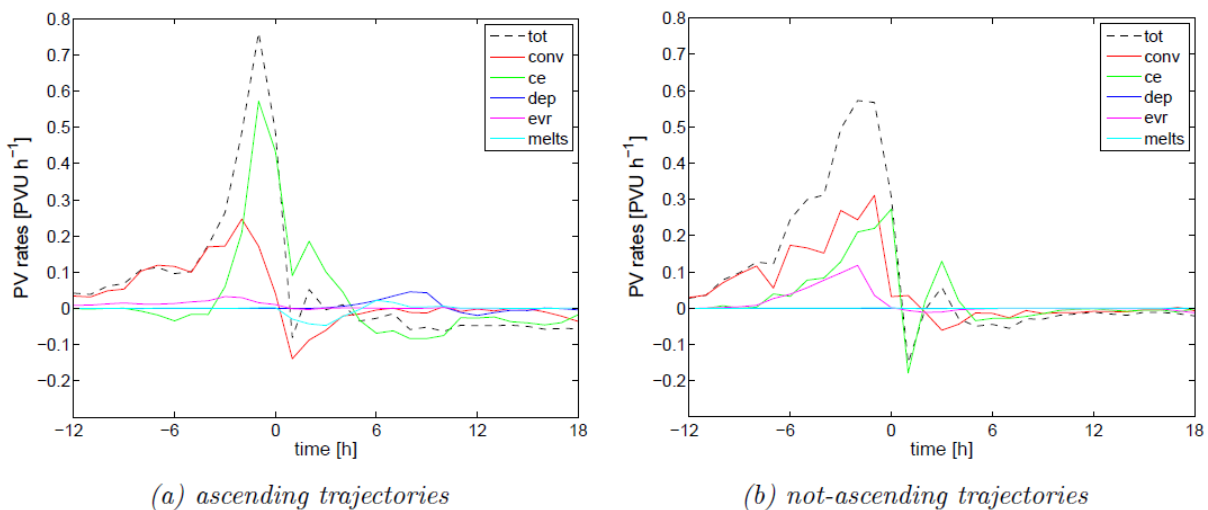 0.8
0.7
0.6
0.5
0.4
0.3
0.2
0.1
0
−0.1
−0.2
PV rates [PVU h⁻¹]
−12
−6
0
6
12
18
time [h]
tot
conv
ce
dep
evr
melts
(a) ascending trajectories
0.8
0.7
0.6
0.5
0.4
0.3
0.2
0.1
0
−0.1
−0.2
PV rates [PVU h⁻¹]
−12
−6
0
6
12
18
time [h]
tot
conv
ce
dep
evr
melts
(b) not-ascending trajectories